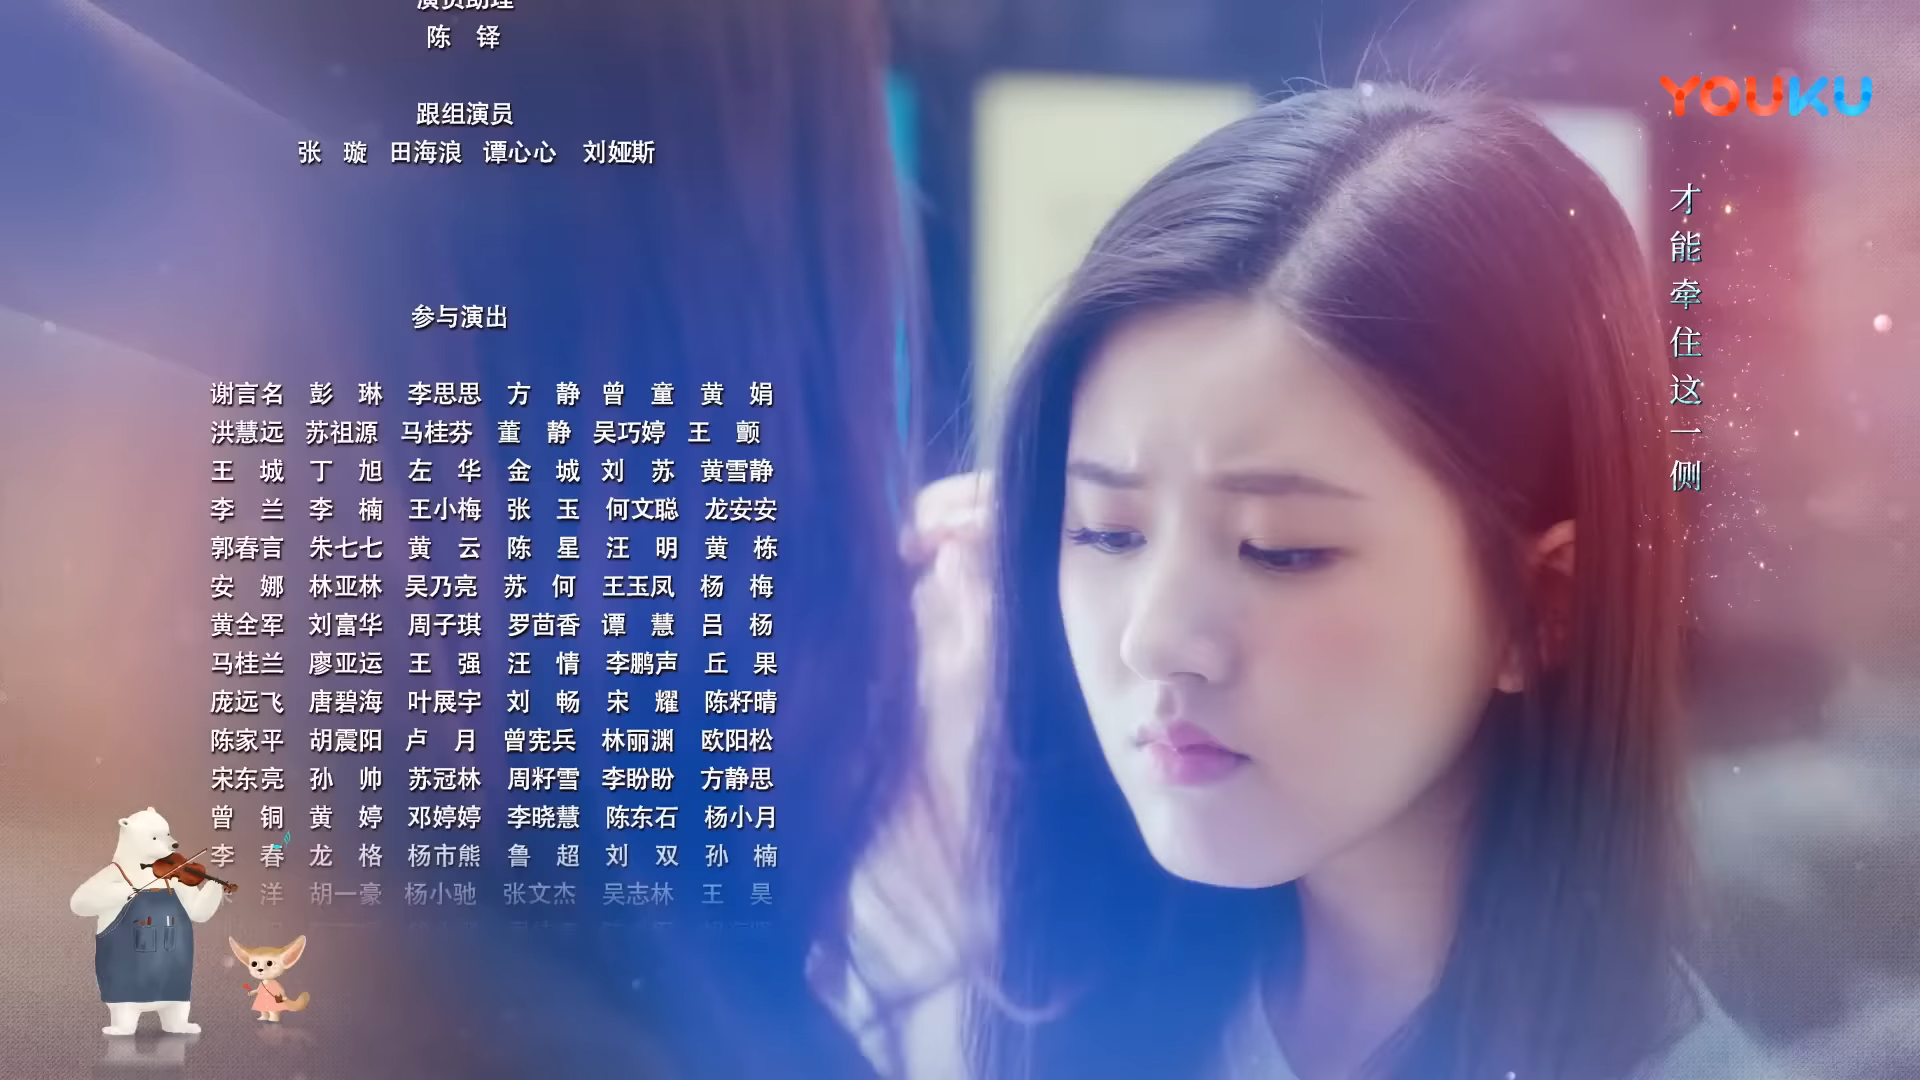 演员助理
陈 铎
跟组演员
张 璇 田海浪 谭心心 刘娅斯
参与演出
谢言名 彭 琳 李思思 方 静 曾 童 黄 娟
洪慧远 苏祖源 马桂芬 董 静 吴巧婷 王 颤
王 城 丁 旭 左 华 金 城 刘 苏 黄雪静
李 兰 李 楠 王小梅 张 玉 何文聪 龙安安
郭春言 朱七七 黄 云 陈 星 汪 明 黄 栋
安 娜 林亚林 吴乃亮 苏 何 王玉凤 杨 梅
黄全军 刘富华 周子琪 罗茴香 谭 慧 吕 杨
马桂兰 廖亚运 王 强 汪 情 李鹏声 丘 果
庞远飞 唐碧海 叶展宇 刘 畅 宋 耀 陈籽晴
陈家平 胡震阳 卢 月 曾宪兵 林丽渊 欧阳松
宋东亮 孙 帅 苏冠林 周籽雪 李盼盼 方静思
曾 铜 黄 婷 邓婷婷 李晓慧 陈东石 杨小月
李 春 龙 格 杨市熊 鲁 超 刘 双 孙 楠
洋 胡一豪 杨小驰 张文杰 吴志林 王 昊
YOUKU
才能牵住这一侧